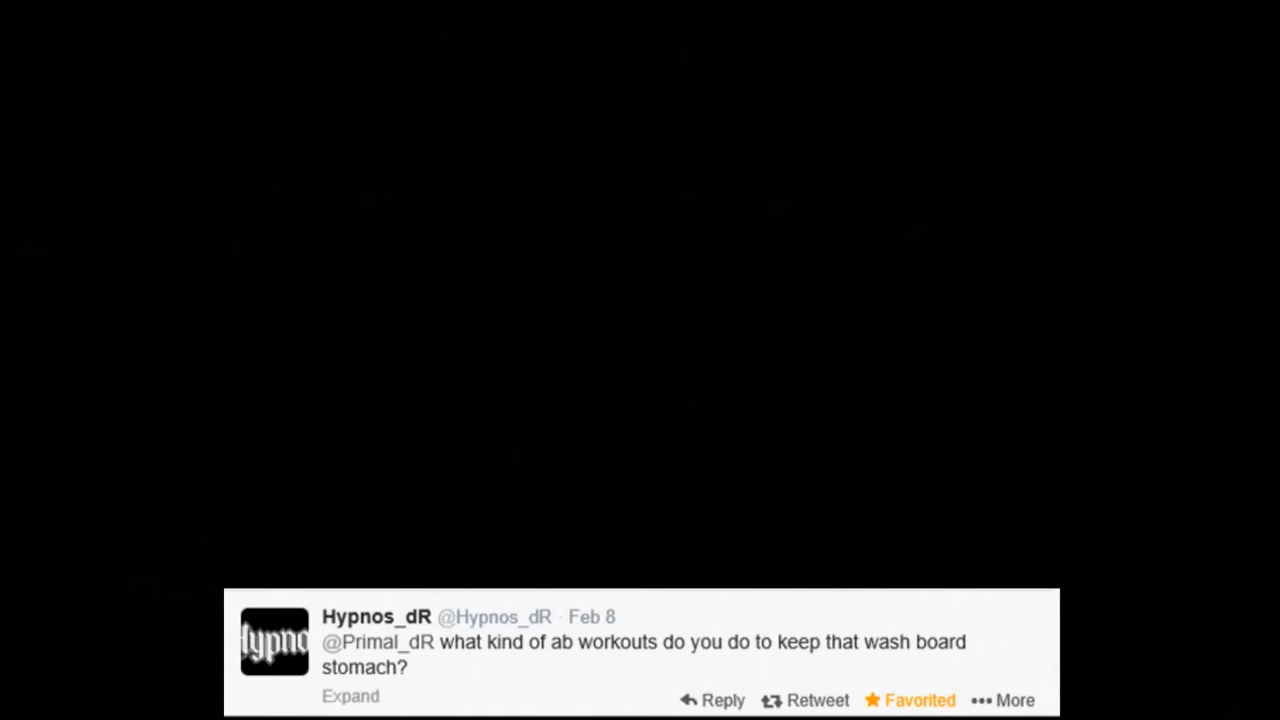 Hypnos_dR @Hypnos_dR · Feb 8
@Primal_dR what kind of ab workouts do you do to keep that wash board
stomach?
Expand Reply Retweet Favorited More